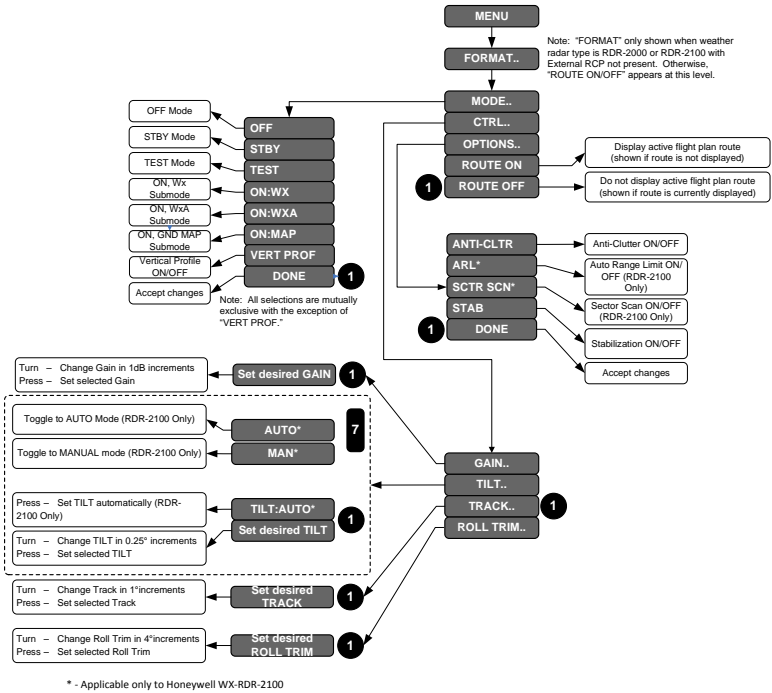 MENU
FORMAT..
Note: "FORMAT" only shown when weather
radar type is RDR-2000 or RDR-2100 with
External RCP not present. Otherwise,
"ROUTE ON/OFF" appears at this level.
MODE..
CTRL..
OPTIONS..
ROUTE ON
1
ROUTE OFF
Display active flight plan route
(shown if route is not displayed)
Do not display active flight plan route
(shown if route is currently displayed)
OFF Mode
STBY Mode
TEST Mode
ON, Wx
Submode
ON, WxA
Submode
ON, GND MAP
Submode
Vertical Profile
ON/OFF
Accept changes
OFF
STBY
TEST
ON:WX
ON:WXA
ON:MAP
VERT PROF
DONE
1
Note: All selections are mutually
exclusive with the exception of
"VERT PROF."
ANTI-CLTR
ARL*
SCTR SCN*
STAB
1
DONE
Anti-Clutter ON/OFF
Auto Range Limit ON/
OFF (RDR-2100
Only)
Sector Scan ON/OFF
(RDR-2100 Only)
Stabilization ON/OFF
Accept changes
Turn – Change Gain in 1dB increments
Press – Set selected Gain
Set desired GAIN
1
Toggle to AUTO Mode (RDR-2100 Only)
Toggle to MANUAL mode (RDR-2100 Only)
AUTO*
MAN*
7
Press – Set TILT automatically (RDR-
2100 Only)
Turn – Change TILT in 0.25° increments
Press – Set selected TILT
TILT:AUTO*
Set desired TILT
1
GAIN..
TILT..
TRACK..
1
ROLL TRIM..
Turn – Change Track in 1°increments
Press – Set selected Track
Set desired
TRACK
1
Turn – Change Roll Trim in 4°increments
Press – Set selected Roll Trim
Set desired
ROLL TRIM
1
* - Applicable only to Honeywell WX-RDR-2100